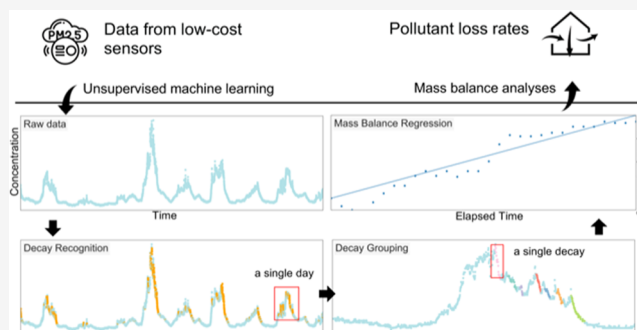 PM2.5
Data from low-cost
sensors
Pollutant loss rates
Unsupervised machine learning
Mass balance analyses
Raw data
Mass Balance Regression
Concentration
Time
Elapsed Time
Decay Recognition
a single day
Decay Grouping
a single decay